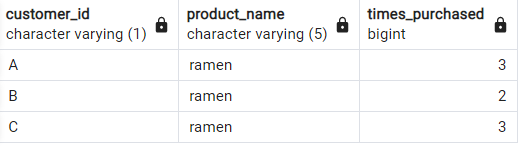 customer_id product_name times_purchased
character varying (1) character varying (5) bigint
A ramen 3
B ramen 2
C ramen 3